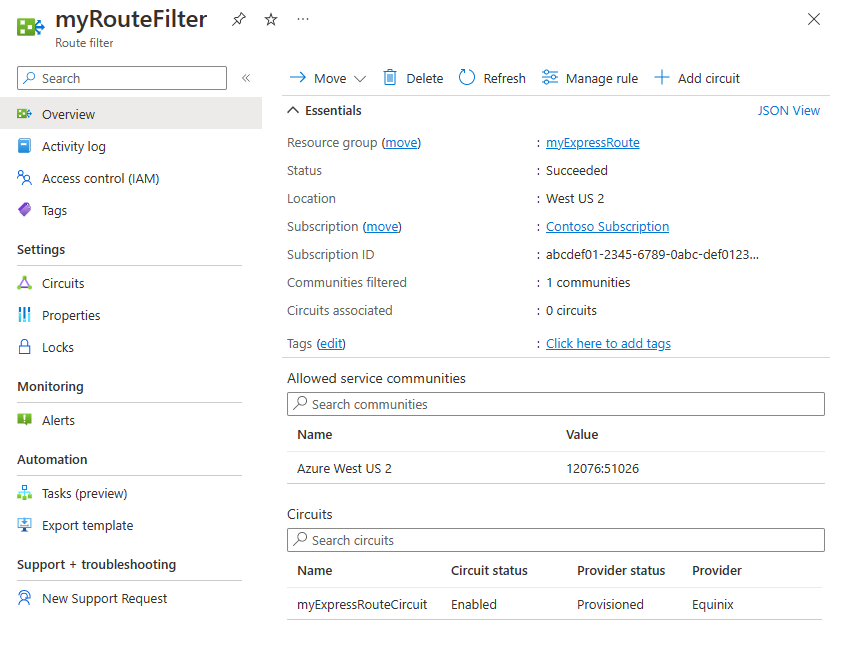 myRouteFilter
Route filter
Search
Overview
Activity log
Access control (IAM)
Tags
Settings
Circuits
Properties
Locks
Monitoring
Alerts
Automation
Tasks (preview)
Export template
Support + troubleshooting
New Support Request
Move Delete Refresh Manage rule Add circuit
Essentials JSON View
Resource group (move) : myExpressRoute
Status : Succeeded
Location : West US 2
Subscription (move) : Contoso Subscription
Subscription ID : abcdef01-2345-6789-0abc-def0123...
Communities filtered : 1 communities
Circuits associated : 0 circuits
Tags (edit) : Click here to add tags
Allowed service communities
Search communities
Name Value
Azure West US 2 12076:51026
Circuits
Search circuits
Name Circuit status Provider status Provider
myExpressRouteCircuit Enabled Provisioned Equinix